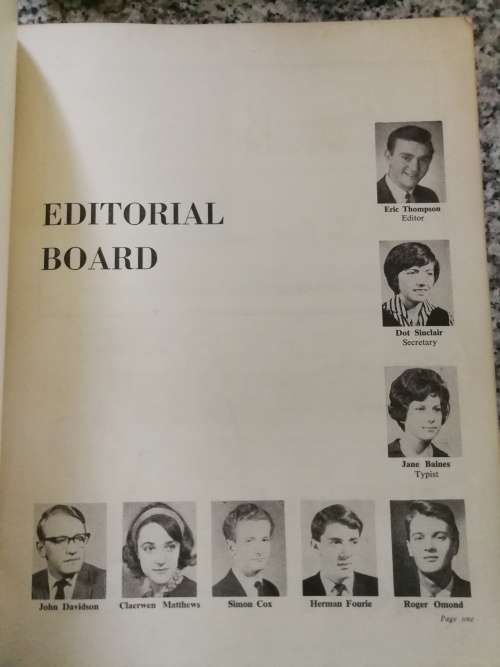 EDITORIAL
BOARD
Eric Thompson
Editor
Dot Sinclair
Secretary
Jane Baines
Typist
John Davidson
Claerwen Matthews
Simon Cox
Herman Fourie
Roger Omond
Page one